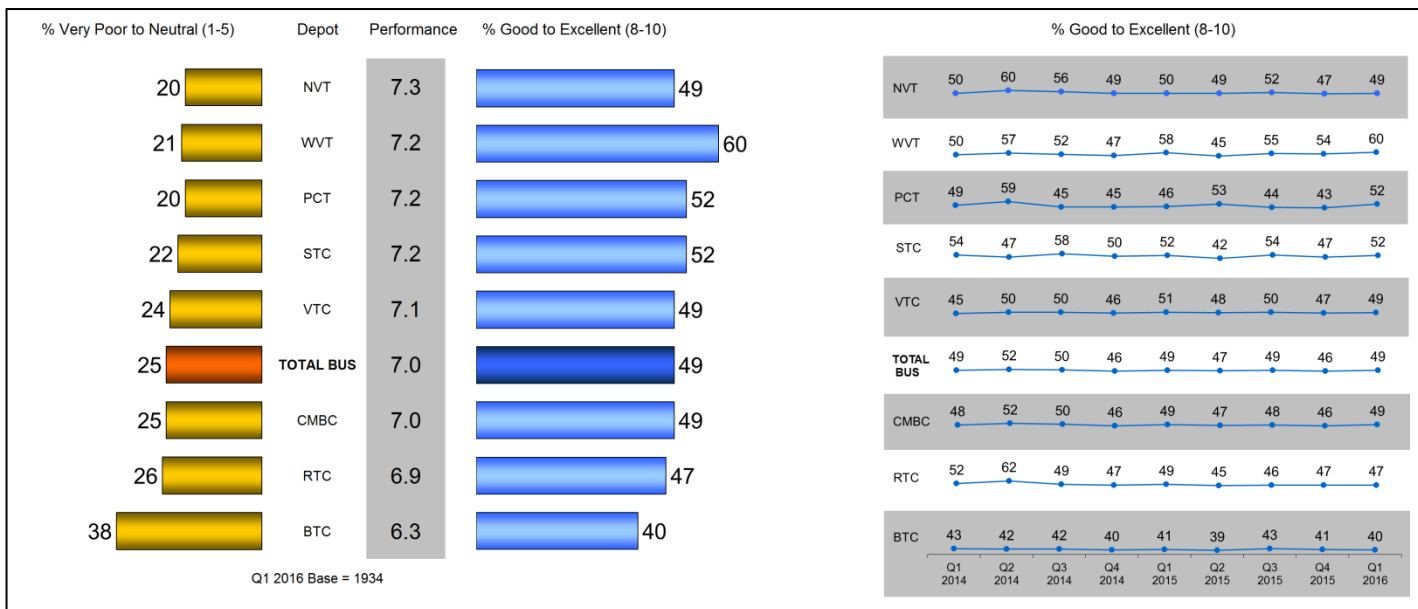 % Very Poor to Neutral (1-5) Depot Performance % Good to Excellent (8-10)
20 NVT 7.3 49
21 WVT 7.2 60
20 PCT 7.2 52
22 STC 7.2 52
24 VTC 7.1 49
25 TOTAL BUS 7.0 49
25 CMBC 7.0 49
26 RTC 6.9 47
38 BTC 6.3 40
Q1 2016 Base = 1934
% Good to Excellent (8-10)
NVT 50 60 56 49 50 49 52 47 49
WVT 50 57 52 47 58 45 55 54 60
PCT 49 59 45 45 46 53 44 43 52
STC 54 47 58 50 52 42 54 47 52
VTC 45 50 50 46 51 48 50 47 49
TOTAL
BUS 49 52 50 46 49 47 49 46 49
CMBC 48 52 50 46 49 47 48 46 49
RTC 52 62 49 47 49 45 46 47 47
BTC 43 42 42 40 41 39 43 41 40
Q1 Q2 Q3 Q4 Q1 Q2 Q3 Q4 Q1
2014 2014 2014 2014 2015 2015 2015 2015 2016